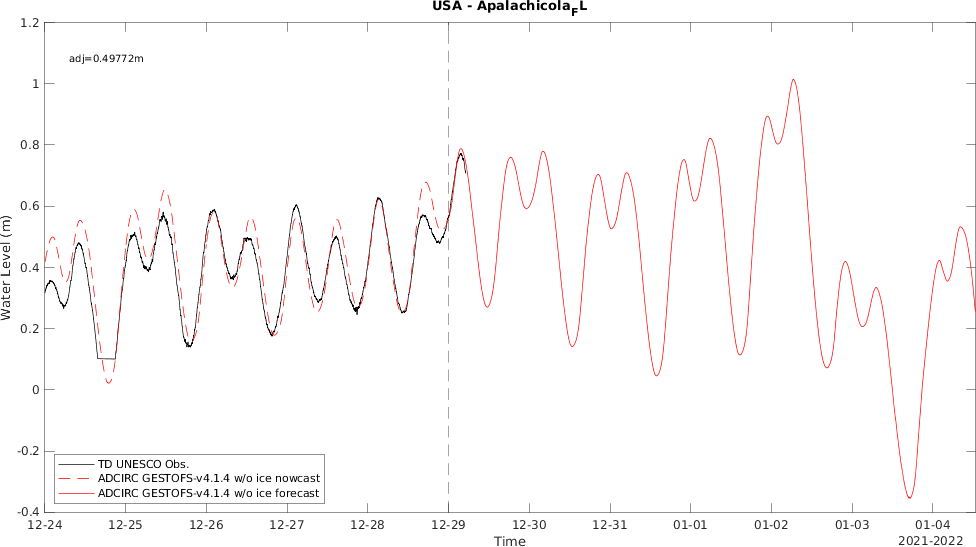 USA - ApalachicolaFL
adj=0.49772m
Water Level (m)
1.2
1
0.8
0.6
0.4
0.2
0
-0.2
-0.4
TD UNESCO Obs.
ADCIRC GESTOFS-v4.1.4 w/o ice nowcast
ADCIRC GESTOFS-v4.1.4 w/o ice forecast
12-24 12-25 12-26 12-27 12-28 12-29 12-30 12-31 01-01 01-02 01-03 01-04
Time
2021-2022